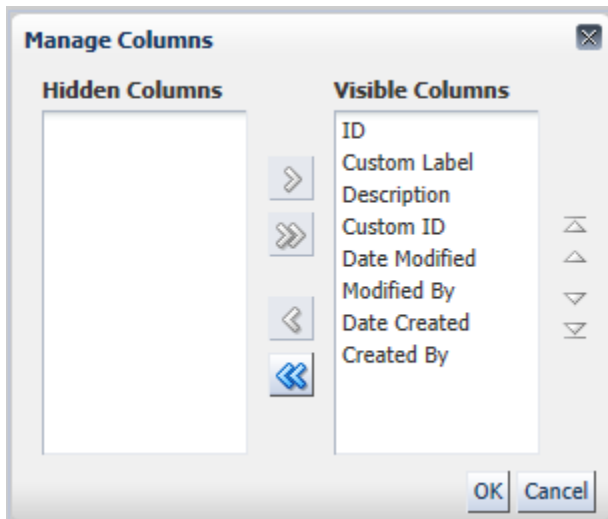 Manage Columns
Hidden Columns
Visible Columns
ID
Custom Label
Description
Custom ID
Date Modified
Modified By
Date Created
Created By
OK
Cancel